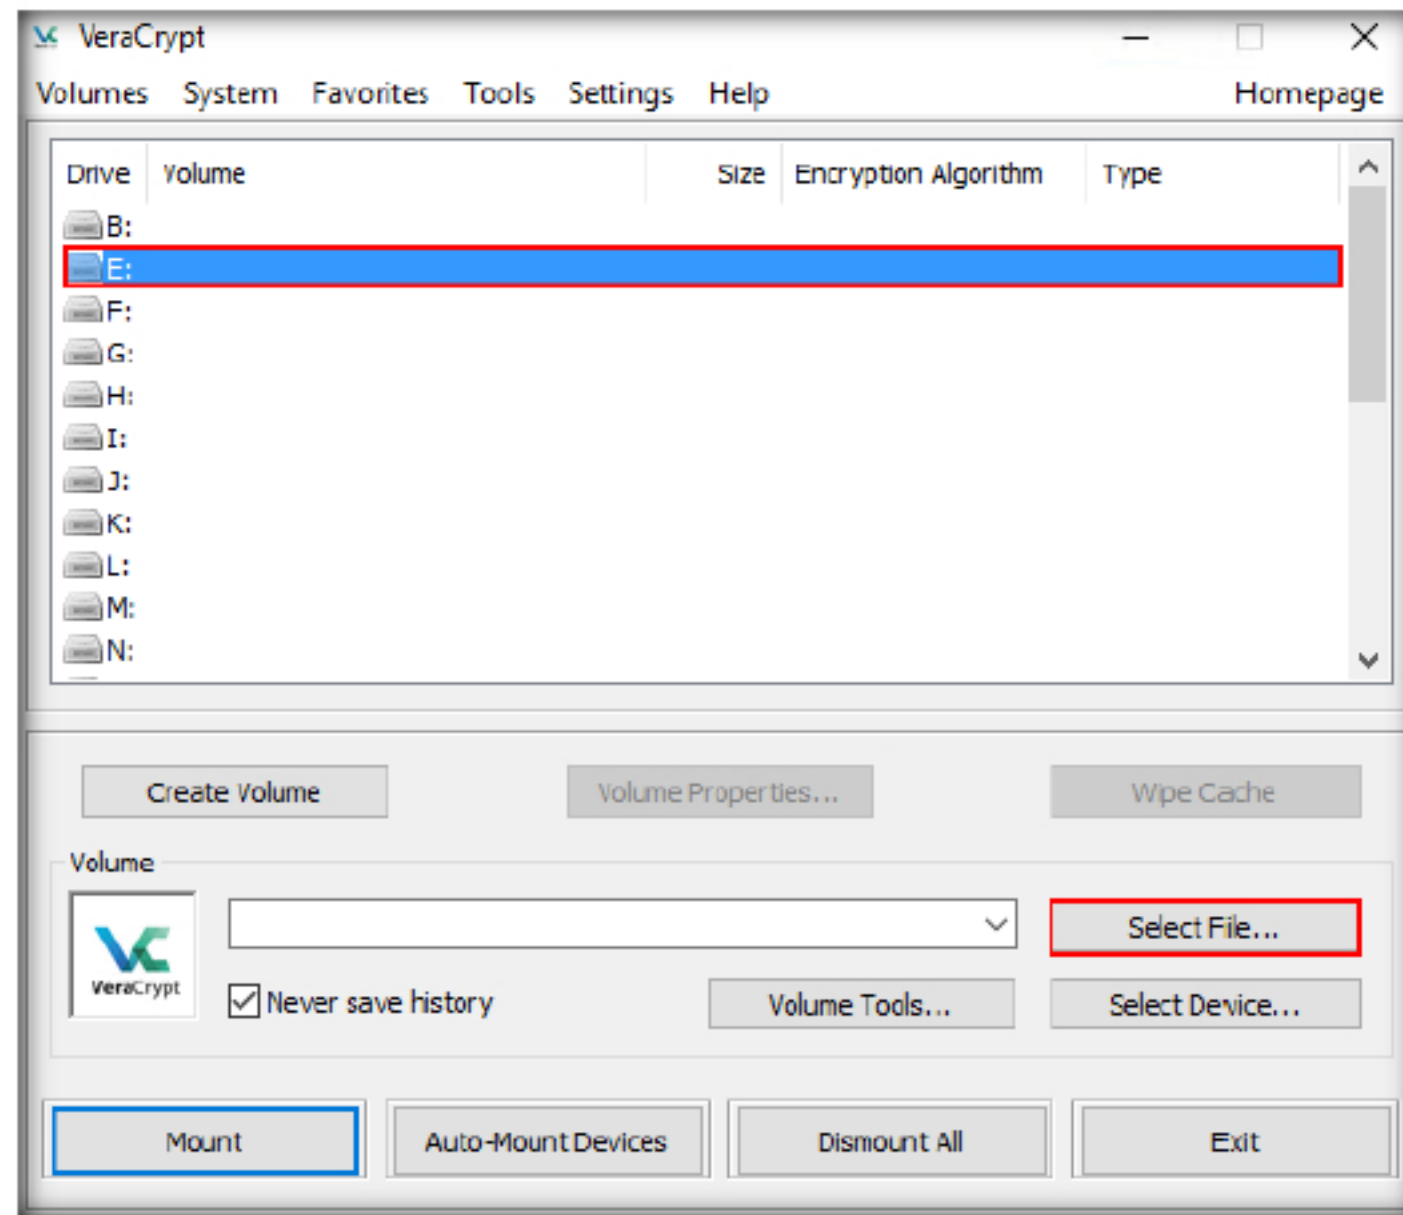 VeraCrypt
Volumes System Favorites Tools Settings Help Homepage
Drive Volume Size Encryption Algorithm Type
B:
E:
F:
G:
H:
I:
J:
K:
L:
M:
N:
Create Volume Volume Properties... Wipe Cache
Volume
VeraCrypt
Select File...
Never save history Volume Tools... Select Device...
Mount Auto-Mount Devices Dismount All Exit